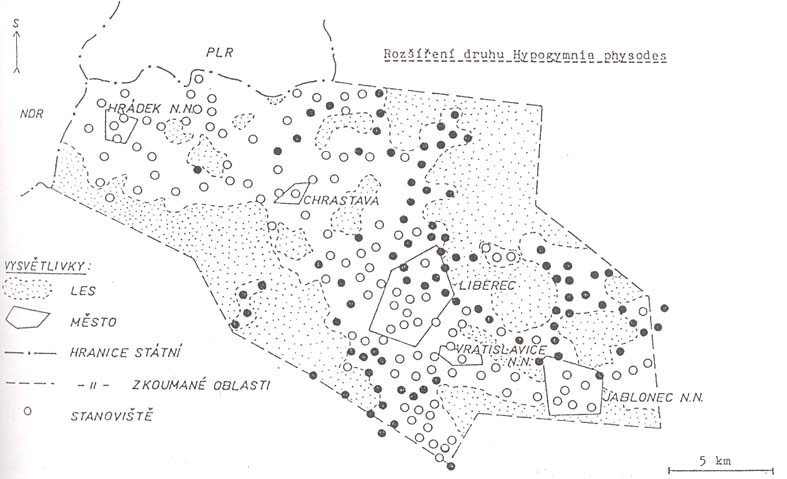 S
PLR
Rozšíření druhu Hypogymnia physodes
NDR
HRÁDEK N.N.
CHRASTAVA
LIBEREC
VRATISLAVICE
N.N.
JABLONEC N.N.
VYSVĚTLIVKY:
LES
MĚSTO
HRANICE STÁTNÍ
-II- ZKOUMANÉ OBLASTI
STANOVIŠTĚ
5 km